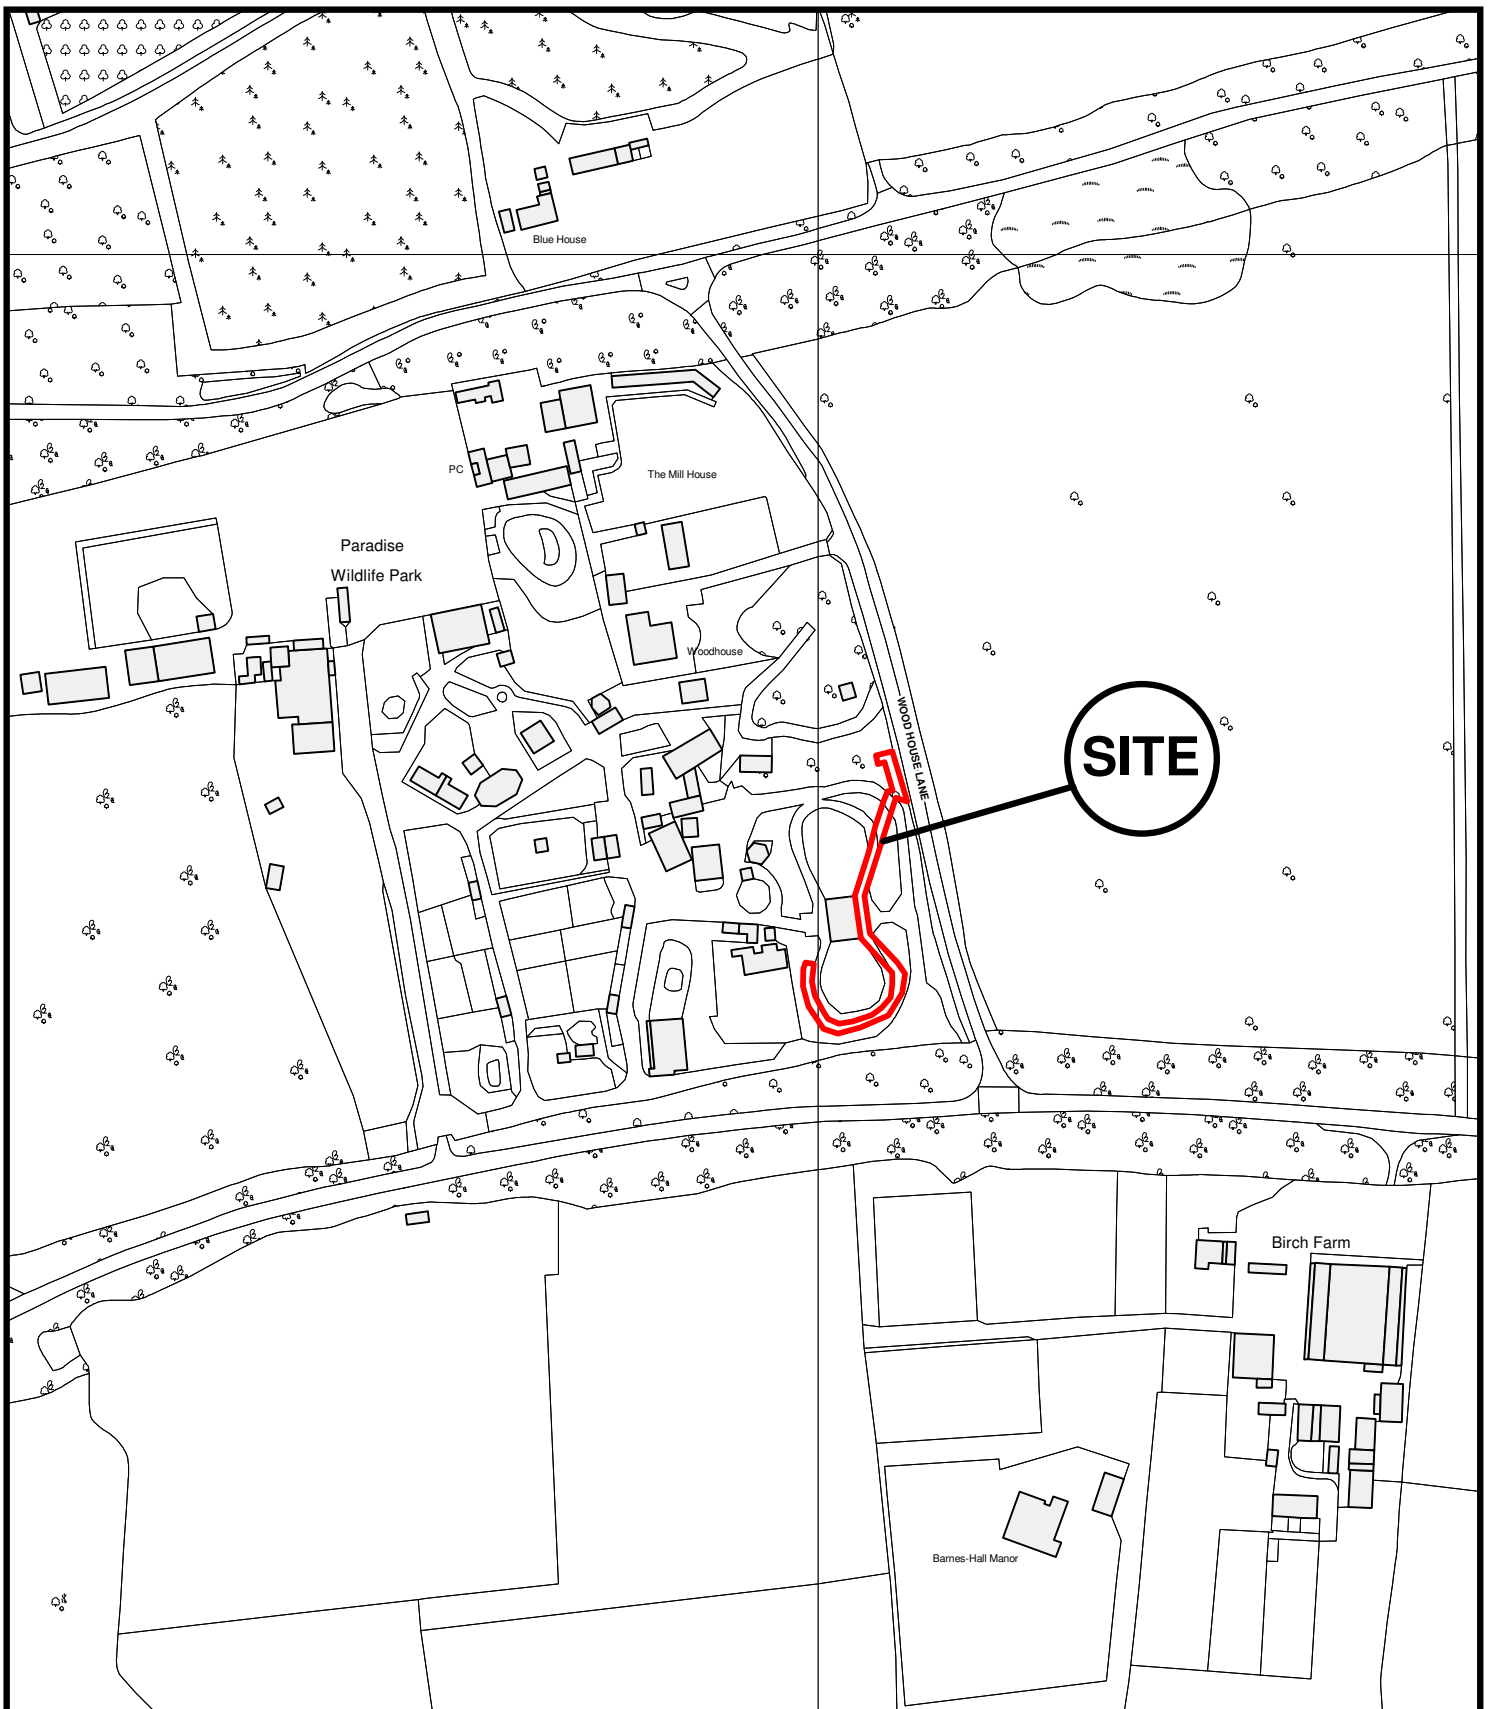 Blue House
PC
The Mill House
Paradise
Wildlife Park
Woodhouse
WOOD HOUSE LANE
SITE
Birch Farm
Barnes-Hall Manor